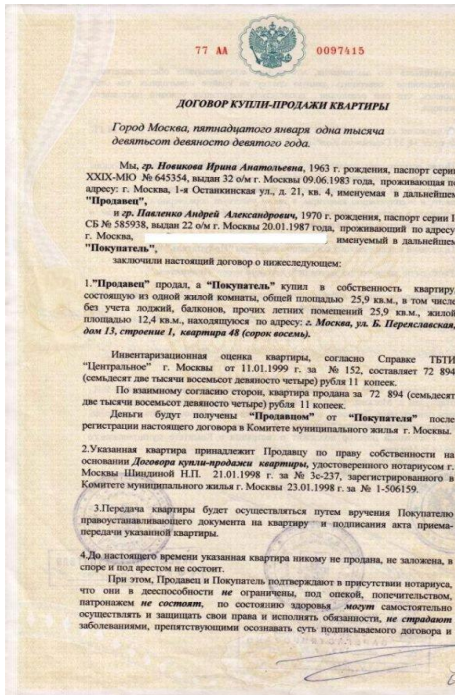 77 АА 0097415
ДОГОВОР КУПЛИ-ПРОДАЖИ КВАРТИРЫ
Город Москва, пятнадцатого января одна тысяча
девятьсот девяносто девятого года.
Мы, гр. Новикова Ирина Анатольевна, 1963 г. рождения, паспорт серии
XXIX-МЮ № 645354, выдан 32 о/м г. Москвы 09.06.1983 года, проживающая по
адресу: г. Москва, 1-я Останкинская ул., д. 21, кв. 4, именуемая в дальнейшем
"Продавец",
и гр. Павленко Андрей Александрович, 1970 г. рождения, паспорт серии I
СБ № 585938, выдан 22 о/м г. Москвы 20.01.1987 года, проживающий по адресу
г. Москва, именуемый в дальнейшем
"Покупатель",
заключили настоящий договор о нижеследующем:
1."Продавец" продал, а "Покупатель" купил в собственность квартиру,
состоящую из одной жилой комнаты, общей площадью 25,9 кв.м., в том числе
без учета лоджий, балконов, прочих летних помещений 25,9 кв.м., жилой
площадью 12,4 кв.м., находящуюся по адресу: г. Москва, ул. Б. Переяславская,
дом 13, строение 1, квартира 48 (сорок восемь).
Инвентаризационная оценка квартиры, согласно Справке ТБТИ
"Центральное" г. Москвы от 11.01.1999 г. за № 152, составляет 72 894
(семьдесят две тысячи восемьсот девяносто четыре) рубля 11 копеек.
По взаимному согласию сторон, квартира продана за 72 894 (семьдесят
две тысячи восемьсот девяносто четыре) рубля 11 копеек.
Деньги будут получены "Продавцом" от "Покупателя" после
регистрации настоящего договора в Комитете муниципального жилья г. Москвы.
2.Указанная квартира принадлежит Продавцу по праву собственности на
основании Договора купли-продажи квартиры, удостоверенного нотариусом г.
Москвы Шиндиной Н.П. 21.01.1998 г. за № 3с-237, зарегистрированного в
Комитете муниципального жилья г. Москвы 23.01.1998 г. за № 1-506159.
3.Передача квартиры будет осуществляться путем вручения Покупателю
правоустанавливающего документа на квартиру и подписания акта приема-
передачи указанной квартиры.
4.До настоящего времени указанная квартира никому не продана, не заложена, в
споре и под арестом не состоит.
При этом, Продавец и Покупатель подтверждают в присутствии нотариуса,
что они в дееспособности не ограничены, под опекой, попечительством,
патронажем не состоят, по состоянию здоровья могут самостоятельно
осуществлять и защищать свои права и исполнять обязанности, не страдают
заболеваниями, препятствующими осознавать суть подписываемого договора и